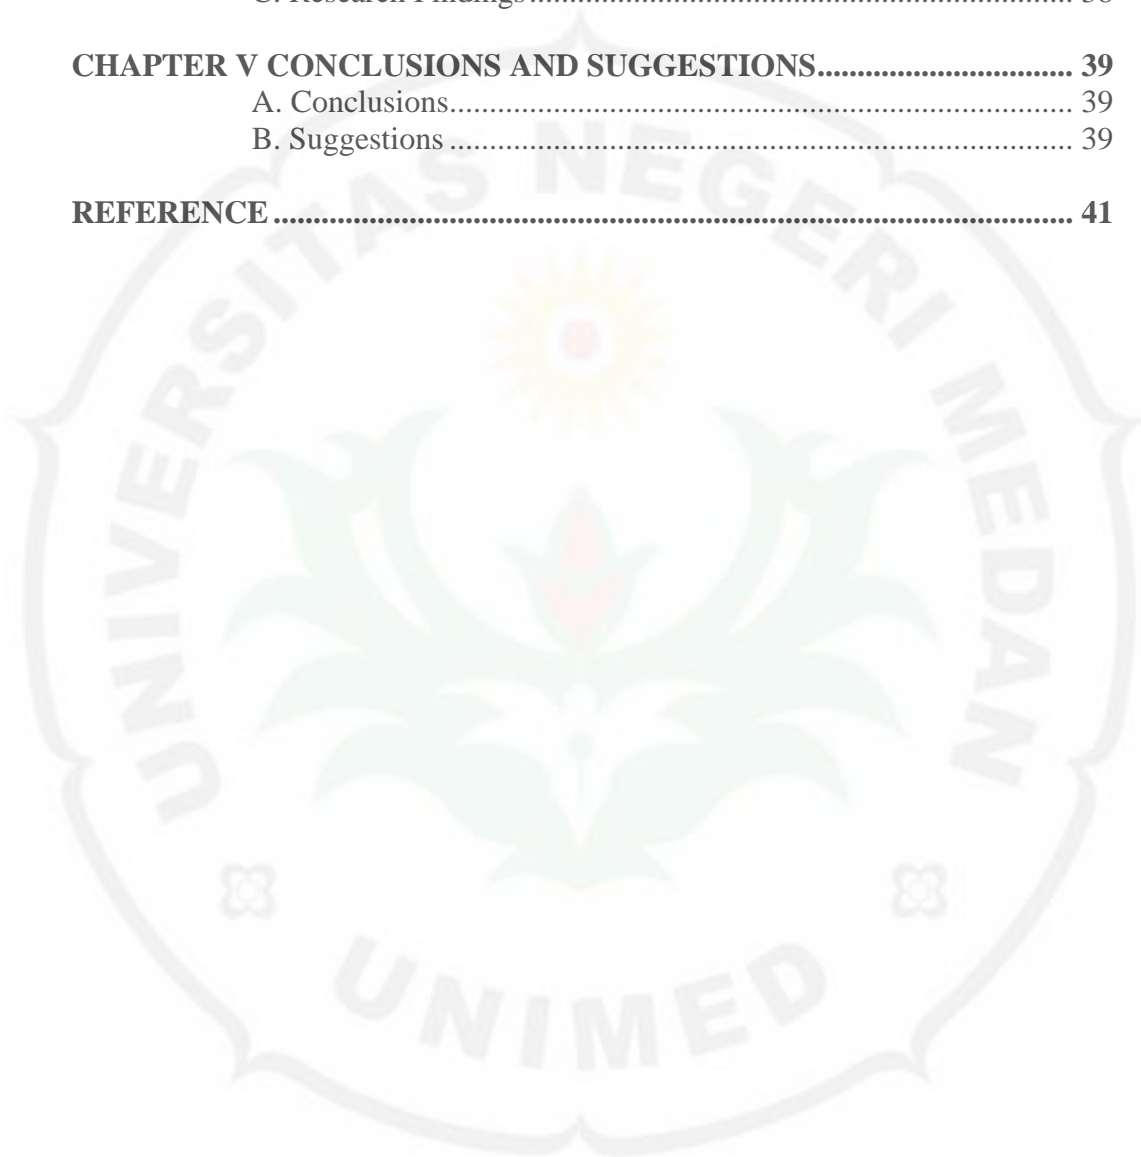 C. Research Findings.................................................................... 38
CHAPTER V CONCLUSIONS AND SUGGESTIONS................................ 39
A. Conclusions.............................................................................. 39
B. Suggestions .............................................................................. 39
REFERENCE ..................................................................................................... 41
UNIVERSITAS NEGERI MEDAN
UNIMED